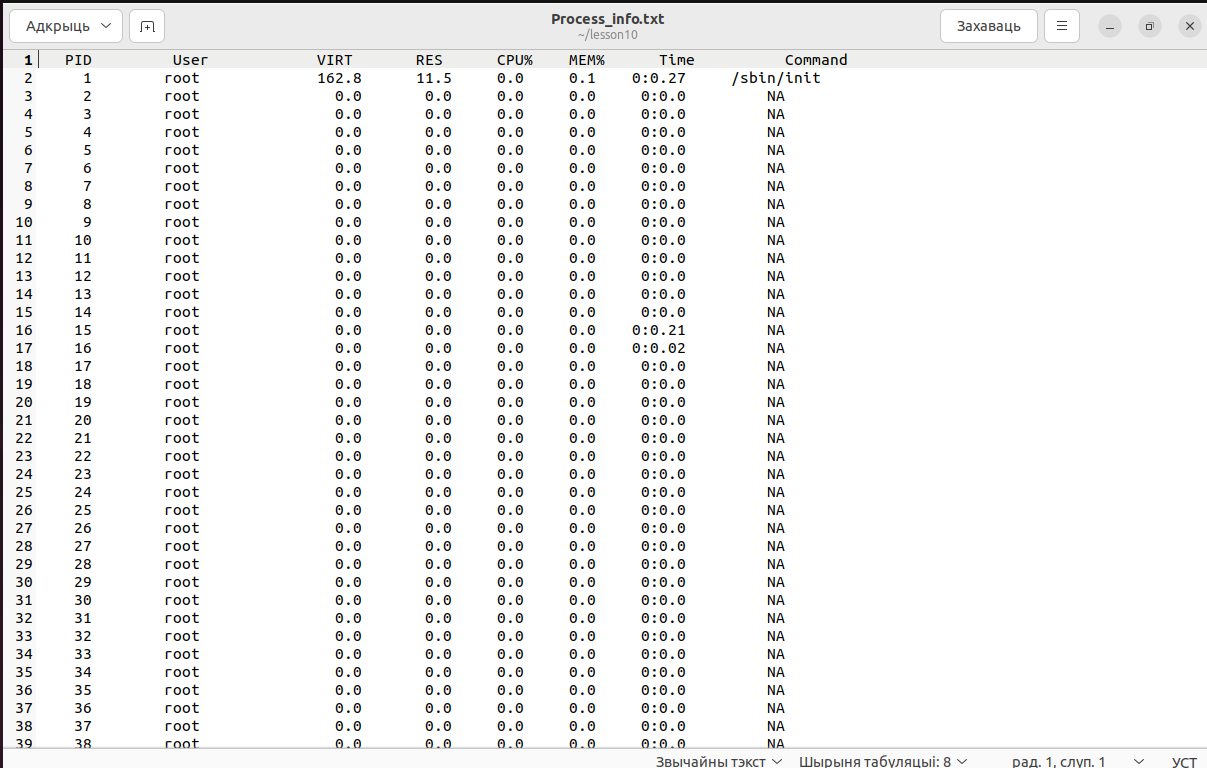 Адкрыць
Process_info.txt
~/lesson10
Захаваць
1 PID User VIRT RES CPU% MEM% Time Command
2 1 root 162.8 11.5 0.0 0.1 0:0.27 /sbin/init
3 2 root 0.0 0.0 0.0 0.0 0:0.0 NA
4 3 root 0.0 0.0 0.0 0.0 0:0.0 NA
5 4 root 0.0 0.0 0.0 0.0 0:0.0 NA
6 5 root 0.0 0.0 0.0 0.0 0:0.0 NA
7 6 root 0.0 0.0 0.0 0.0 0:0.0 NA
8 7 root 0.0 0.0 0.0 0.0 0:0.0 NA
9 8 root 0.0 0.0 0.0 0.0 0:0.0 NA
10 9 root 0.0 0.0 0.0 0.0 0:0.0 NA
11 10 root 0.0 0.0 0.0 0.0 0:0.0 NA
12 11 root 0.0 0.0 0.0 0.0 0:0.0 NA
13 12 root 0.0 0.0 0.0 0.0 0:0.0 NA
14 13 root 0.0 0.0 0.0 0.0 0:0.0 NA
15 14 root 0.0 0.0 0.0 0.0 0:0.0 NA
16 15 root 0.0 0.0 0.0 0.0 0:0.21 NA
17 16 root 0.0 0.0 0.0 0.0 0:0.02 NA
18 17 root 0.0 0.0 0.0 0.0 0:0.0 NA
19 18 root 0.0 0.0 0.0 0.0 0:0.0 NA
20 19 root 0.0 0.0 0.0 0.0 0:0.0 NA
21 20 root 0.0 0.0 0.0 0.0 0:0.0 NA
22 21 root 0.0 0.0 0.0 0.0 0:0.0 NA
23 22 root 0.0 0.0 0.0 0.0 0:0.0 NA
24 23 root 0.0 0.0 0.0 0.0 0:0.0 NA
25 24 root 0.0 0.0 0.0 0.0 0:0.0 NA
26 25 root 0.0 0.0 0.0 0.0 0:0.0 NA
27 26 root 0.0 0.0 0.0 0.0 0:0.0 NA
28 27 root 0.0 0.0 0.0 0.0 0:0.0 NA
29 28 root 0.0 0.0 0.0 0.0 0:0.0 NA
30 29 root 0.0 0.0 0.0 0.0 0:0.0 NA
31 30 root 0.0 0.0 0.0 0.0 0:0.0 NA
32 31 root 0.0 0.0 0.0 0.0 0:0.0 NA
33 32 root 0.0 0.0 0.0 0.0 0:0.0 NA
34 33 root 0.0 0.0 0.0 0.0 0:0.0 NA
35 34 root 0.0 0.0 0.0 0.0 0:0.0 NA
36 35 root 0.0 0.0 0.0 0.0 0:0.0 NA
37 36 root 0.0 0.0 0.0 0.0 0:0.0 NA
38 37 root 0.0 0.0 0.0 0.0 0:0.0 NA
39 38 root 0.0 0.0 0.0 0.0 0:0.0 NA
Звычайны тэкст Шырыня табуляцыі: 8 рад. 1, слуп. 1 УСТ